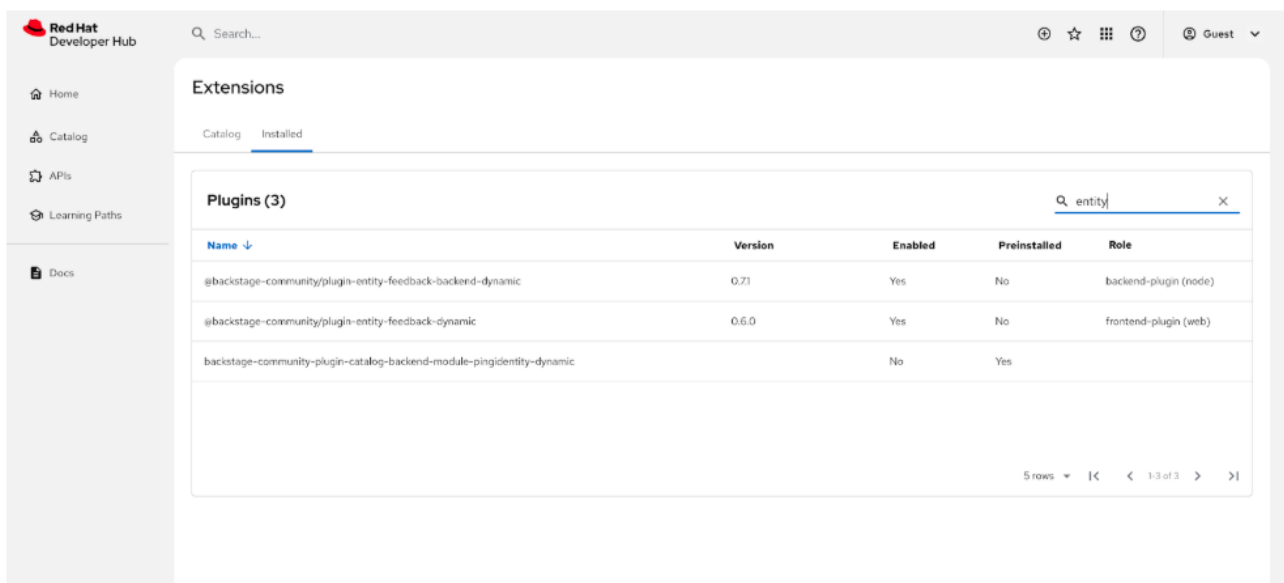 Red Hat
Developer Hub
Search...
Guest
Home
Catalog
APIs
Learning Paths
Docs
Extensions
Catalog Installed
Plugins (3)
entity
Name Version Enabled Preinstalled Role
@backstage-community/plugin-entity-feedback-backend-dynamic 0.7.1 Yes No backend-plugin (node)
@backstage-community/plugin-entity-feedback-dynamic 0.6.0 Yes No frontend-plugin (web)
backstage-community-plugin-catalog-backend-module-pingidentity-dynamic No Yes
5 rows 1-3 of 3